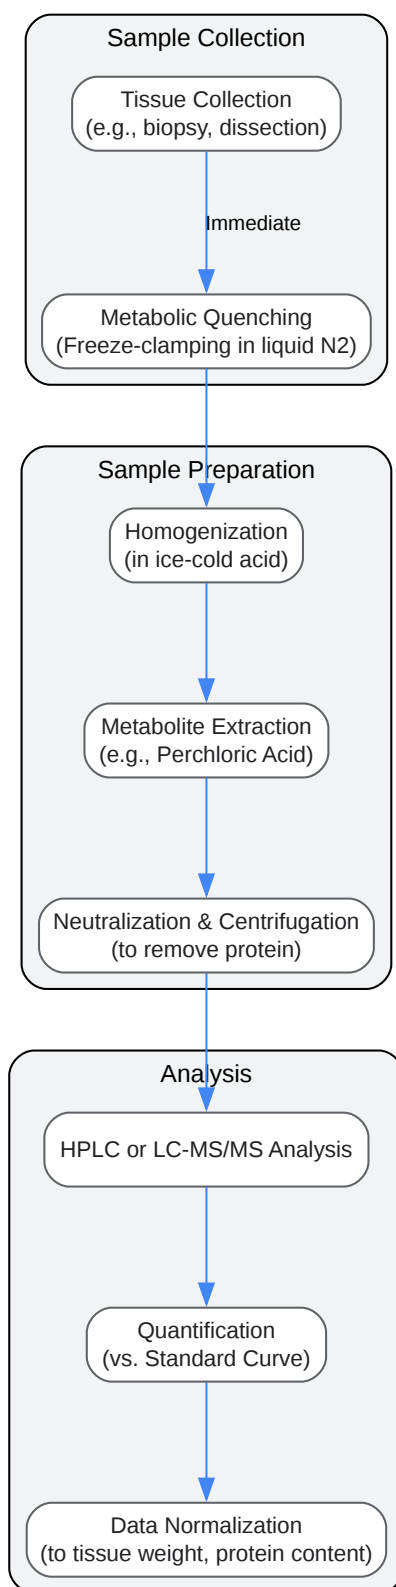 Sample Collection
Tissue Collection
(e.g., biopsy, dissection)
Immediate
Metabolic Quenching
(Freeze-clamping in liquid N2)
Sample Preparation
Homogenization
(in ice-cold acid)
Metabolite Extraction
(e.g., Perchloric Acid)
Neutralization & Centrifugation
(to remove protein)
Analysis
HPLC or LC-MS/MS Analysis
Quantification
(vs. Standard Curve)
Data Normalization
(to tissue weight, protein content)